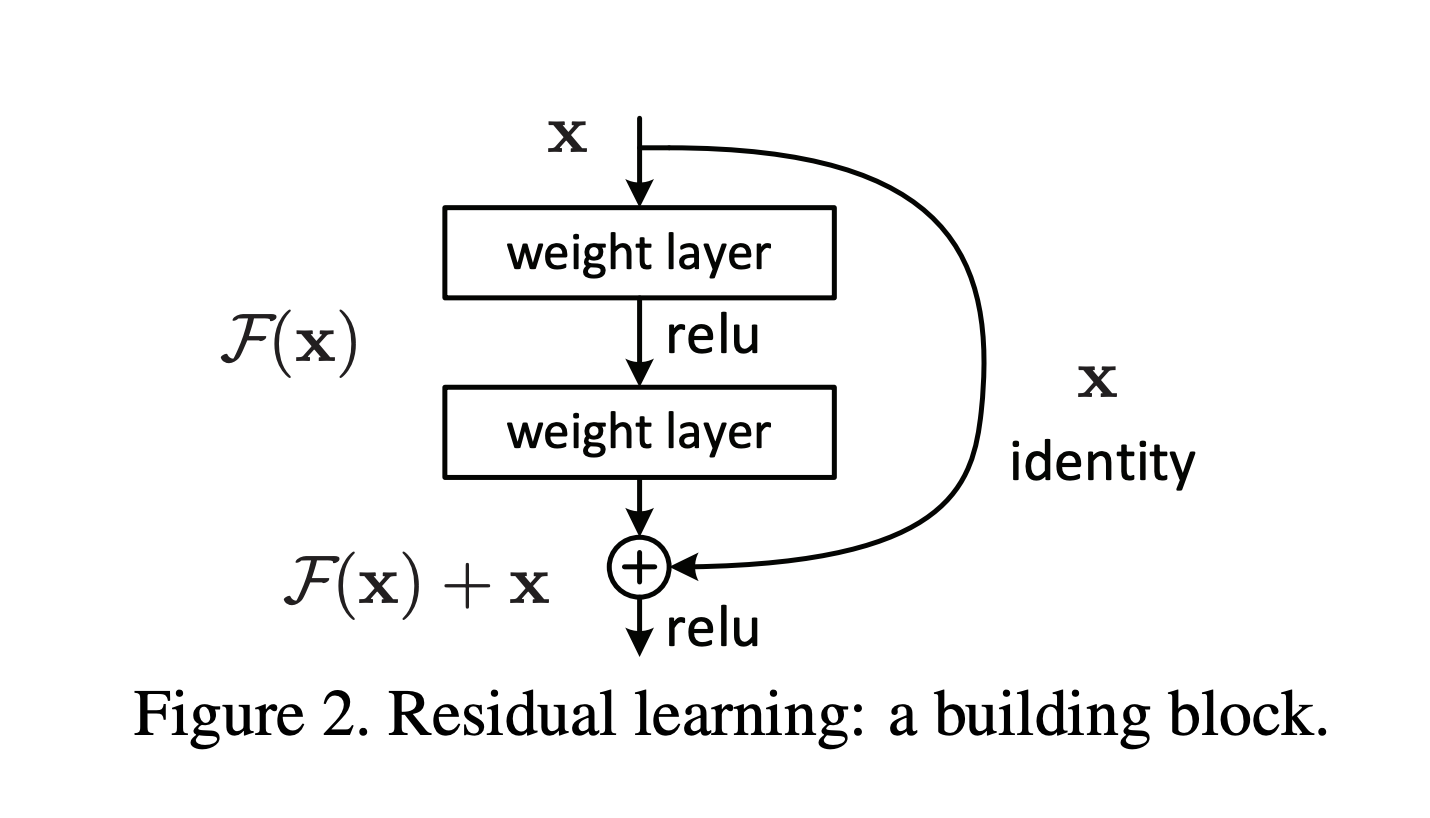 x
weight layer
relu
F(x)
weight layer
x
identity
F(x) + x
+
relu
Figure 2. Residual learning: a building block.